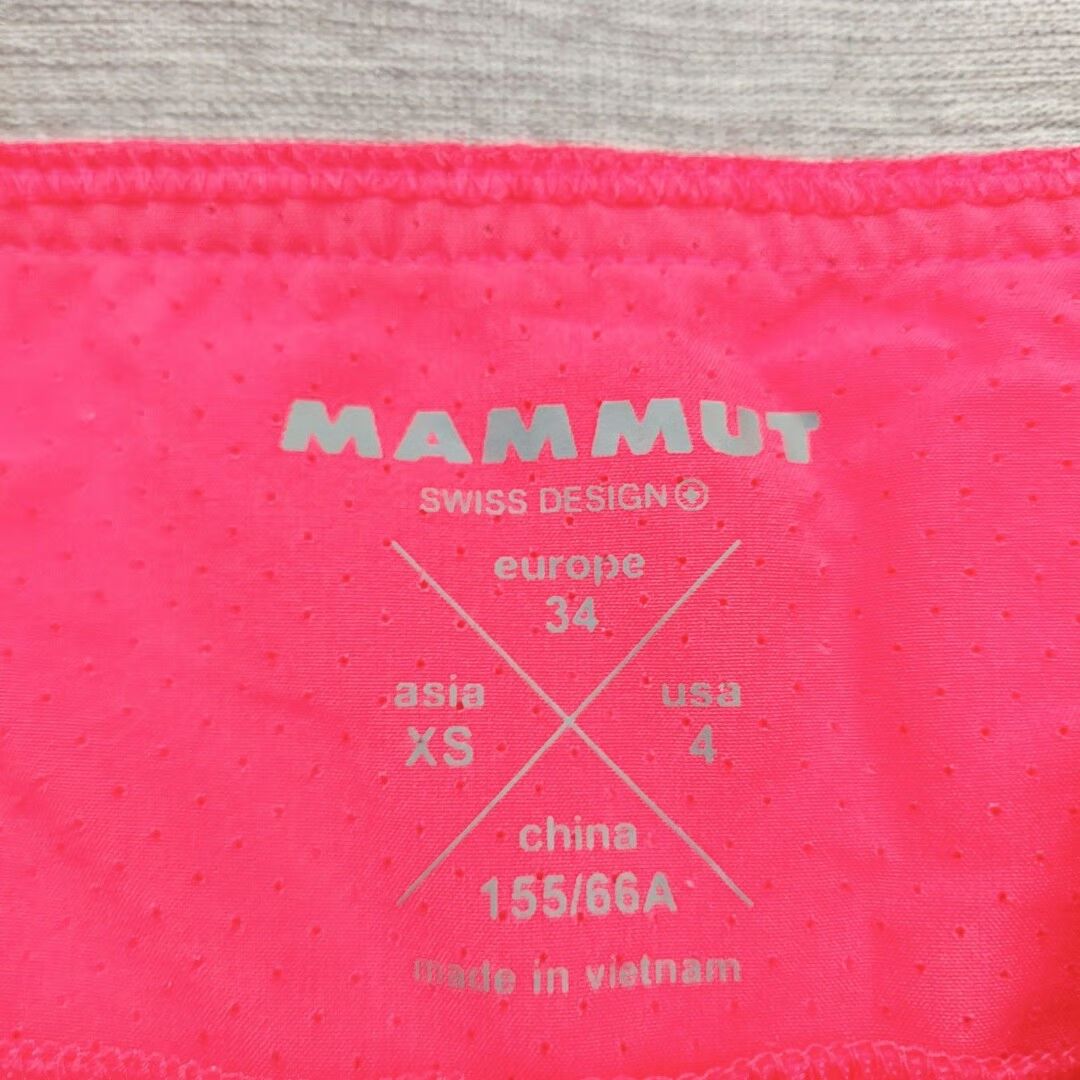 MAMMUT
SWISS DESIGN
europe
34
asia
usa
XS
4
china
155/66A
made in vietnam